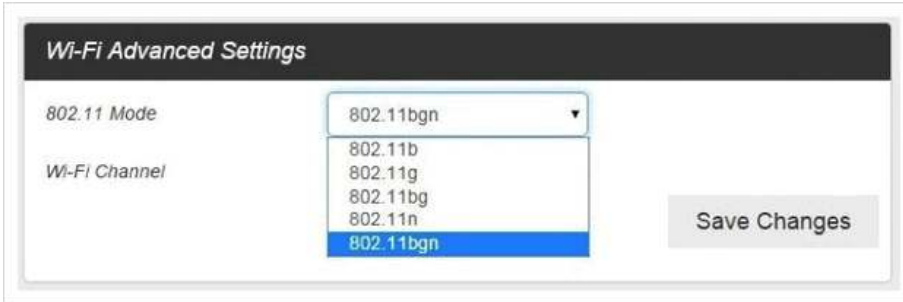 Wi-Fi Advanced Settings
802.11 Mode
802.11bgn
802.11b
802.11g
Wi-Fi Channel
802.11bg
802.11n
Save Changes
802.11bgn